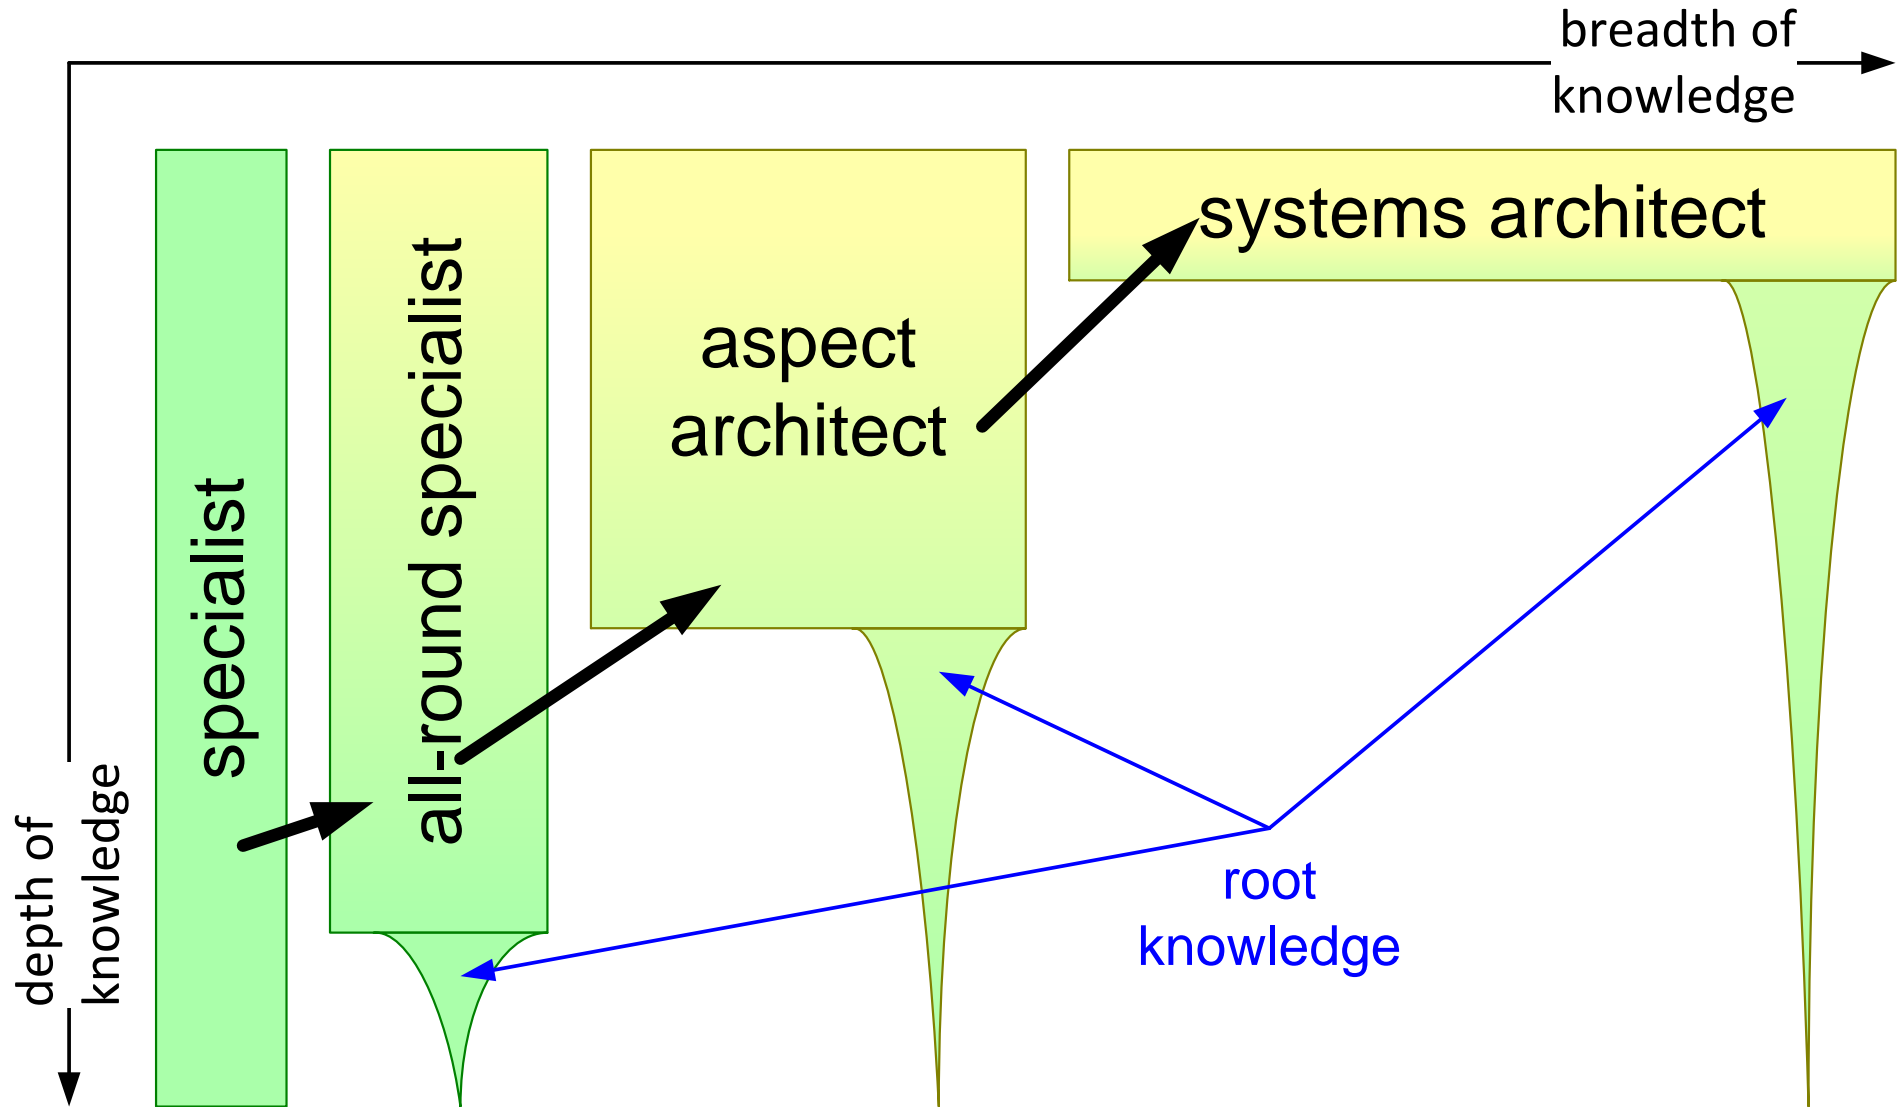 breadth of
knowledge
systems architect
aspect
architect
all-round specialist
specialist
depth of
knowledge
root
knowledge